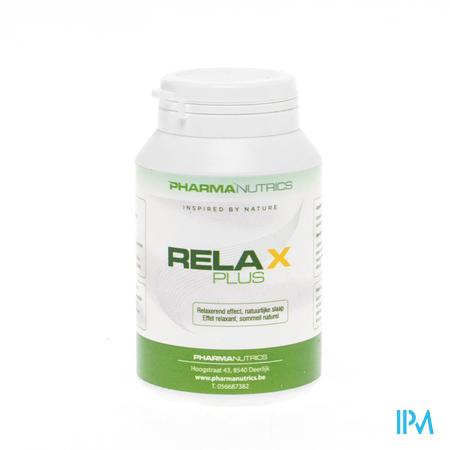 PHARMANUTRICS
INSPIRED BY NATURE
RELAX
PLUS
Relaxerend effect, natuurlijke slaap
Effet relaxant, sommeil naturel
PHARMANUTRICS
Hoogstraat 43, 8540 Deerlijk
www.pharmanutrics.be
T. 056687382
IPM